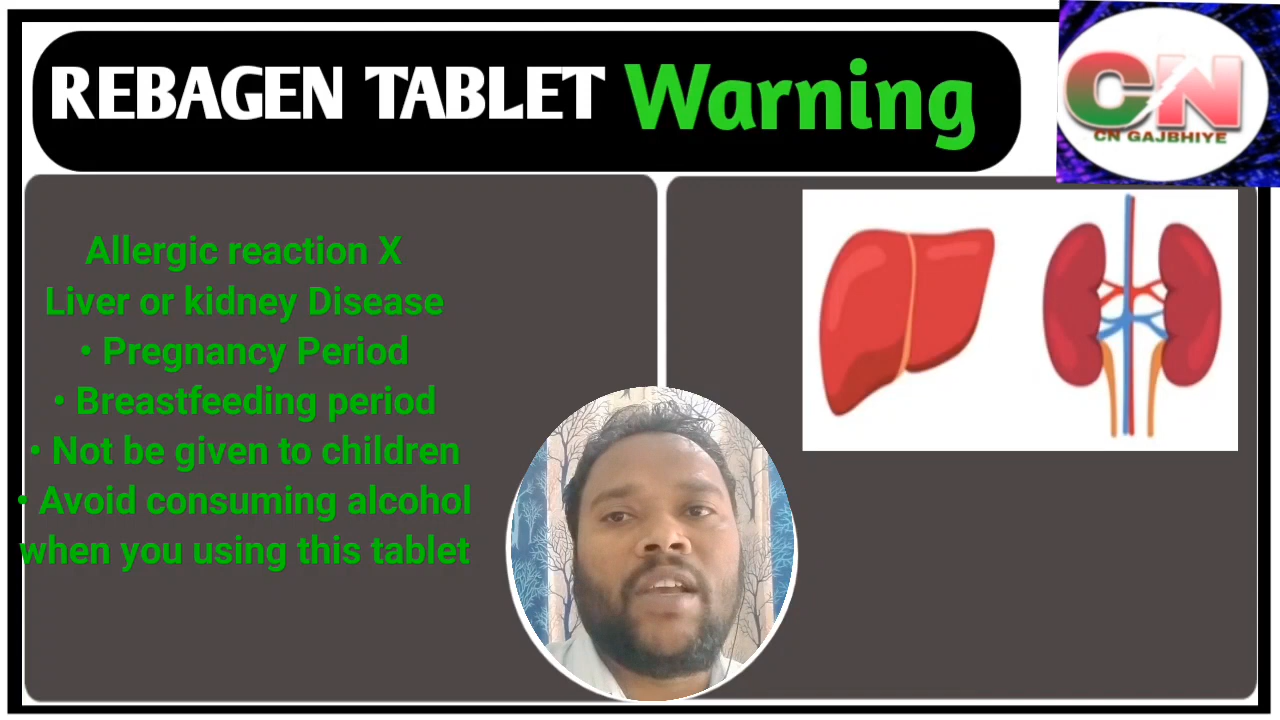 REBAGEN TABLET Warning
CN
CN GAJBHIYE
Allergic reaction X
Liver or kidney Disease
• Pregnancy Period
• Breastfeeding period
• Not be given to children
• Avoid consuming alcohol
when you using this tablet